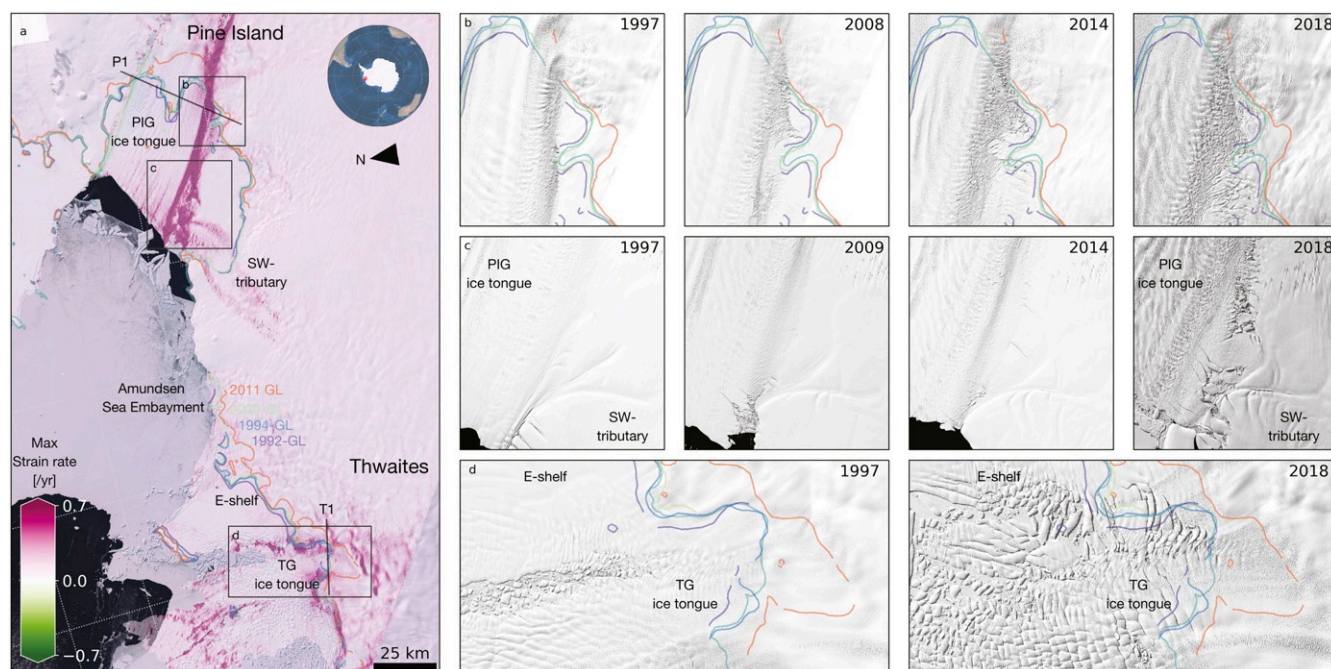 a
Pine Island
P1
b
PIG
ice tongue
N
c
SW-
tributary
Amundsen
Sea Embayment
2011 GL
1994-GL
1992-GL
Max
Strain rate
[/yr]
Thwaites
E-shelf
0.7
T1
d
0.0
TG
ice tongue
−0.7
25 km
b
1997
2008
2014
2018
c
1997
PIG
ice tongue
SW-
tributary
2009
2014
2018
PIG
ice tongue
SW-
tributary
d
E-shelf
1997
TG
ice tongue
E-shelf
2018
TG
ice tongue